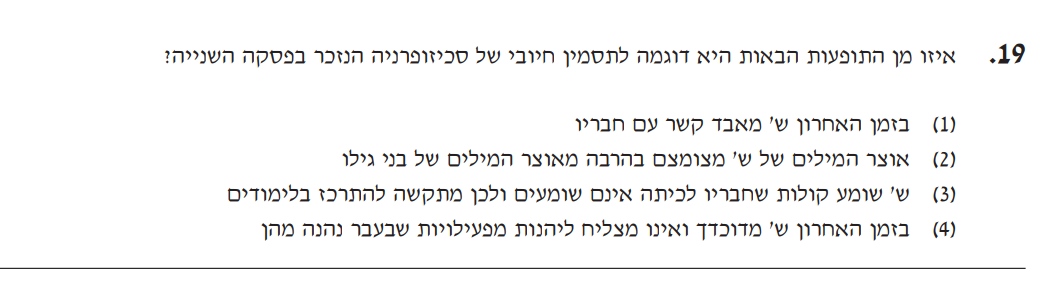 19. איזו מן התופעות הבאות היא דוגמה לתסמין חיובי של סכיזופרניה הנזכר בפסקה השנייה?
(1) בזמן האחרון ש' מאבד קשר עם חבריו
(2) אוצר המילים של ש' מצומצם בהרבה מאוצר המילים של בני גילו
(3) ש' שומע קולות שחבריו לכיתה אינם שומעים ולכן מתקשה להתרכז בלימודים
(4) בזמן האחרון ש' מדוכדך ואינו מצליח ליהנות מפעילויות שבעבר נהנה מהן